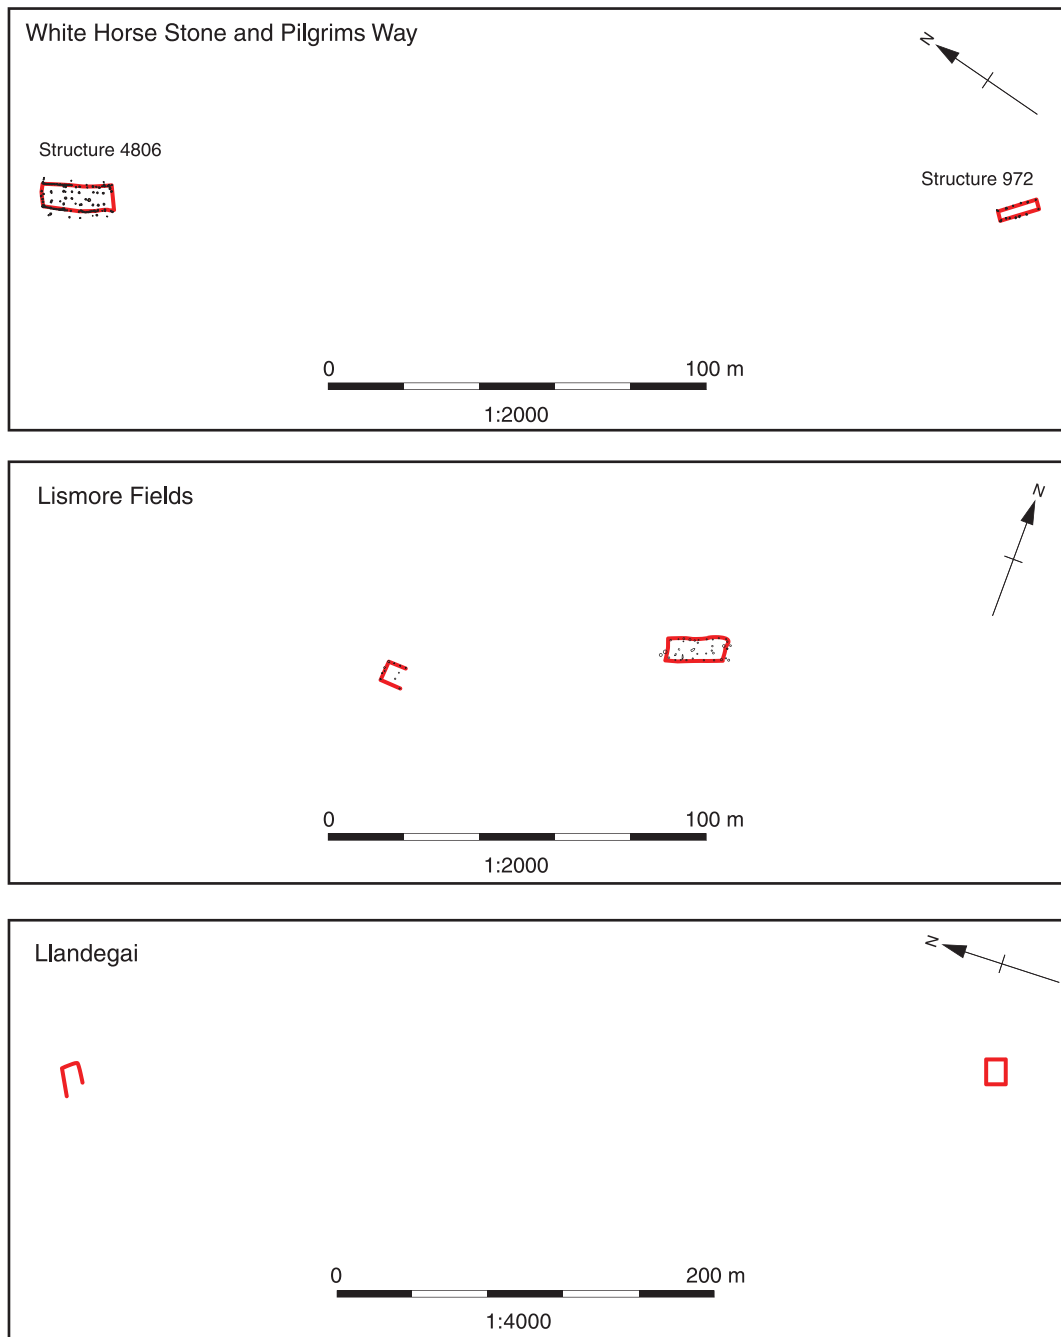 White Horse Stone and Pilgrims Way
N
Structure 4806
Structure 972
0 100 m
1:2000
Lismore Fields
N
0 100 m
1:2000
Llandegai
N
0 200 m
1:4000